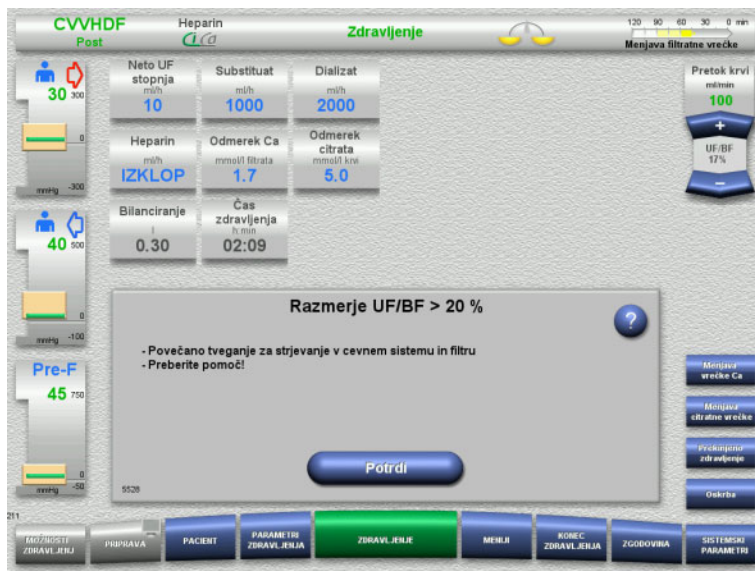 CVVHDF
Post
Heparin
Ci Ca
Zdravljenje
120 90 60 30 0 min
Menjava filtratne vrečke
30
300
0
mmHg -300
40
500
0
mmHg -100
Pre-F
45
750
0
mmHg -50
Neto UF
stopnja
ml/h
10
Substituat
ml/h
1000
Dializat
ml/h
2000
Heparin
ml/h
IZKLOP
Odmerek Ca
mmol/l filtrata
1.7
Odmerek
citrata
mmol/l krvi
5.0
Bilanciranje
l
0.30
Čas
zdravljenja
h:min
02:09
Pretok krvi
ml/min
100
+
UF/BF
17%
–
Razmerje UF/BF > 20 %
?
- Povečano tveganje za strjevanje v cevnem sistemu in filtru
- Preberite pomoč!
Potrdi
5528
Menjava
vrečke Ca
Menjava
citratne vrečke
Prekinjeno
zdravljenje
Oskrba
211
MOŽNOSTI
ZDRAVLJENJ
PRIPRAVA
PACIENT
PARAMETRI
ZDRAVLJENJA
ZDRAVLJENJE
MENIJI
KONEC
ZDRAVLJENJA
ZGODOVINA
SISTEMSKI
PARAMETRI